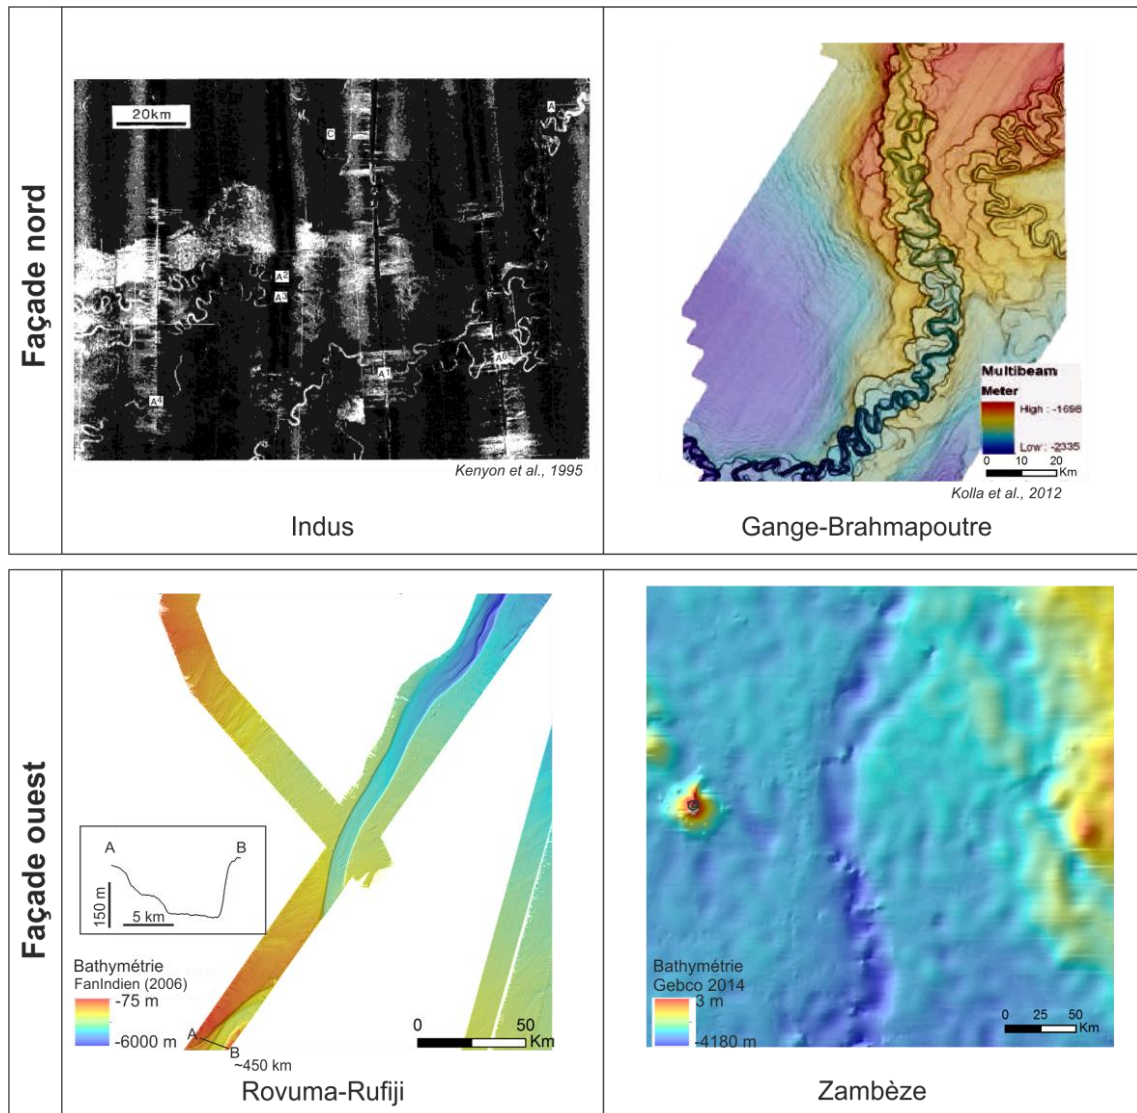 Façade nord
20km
A
C
A2
A3
A1
A4
Kenyon et al., 1995
Indus
Multibeam
Meter
High : -1698
Low : -2335
0 10 20
Km
Kolla et al., 2012
Gange-Brahmapoutre
Façade ouest
A B
150 m
5 km
Bathymétrie
FanIndien (2006)
-75 m
-6000 m
A
B
~450 km
0 50
Km
Rovuma-Rufiji
Bathymétrie
Gebco 2014
3 m
-4180 m
0 25 50
Km
Zambèze